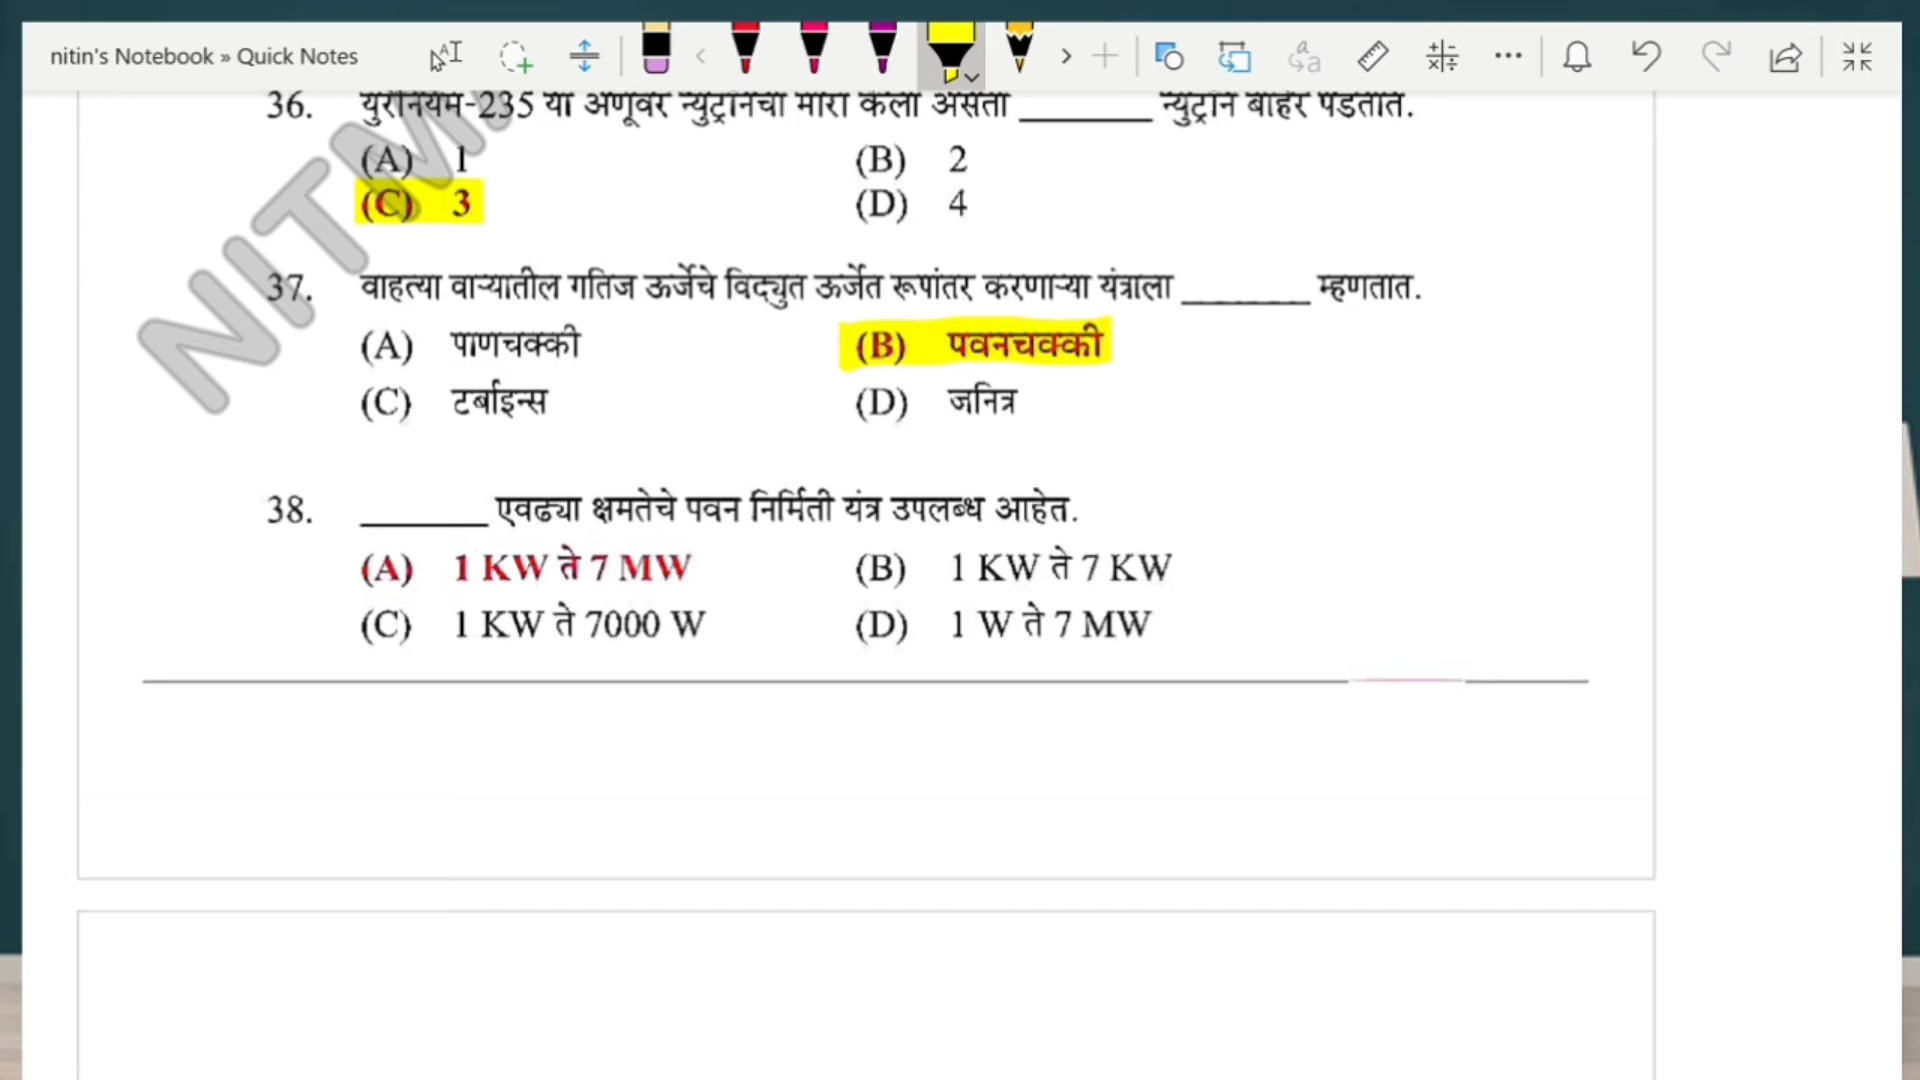 nitin's Notebook » Quick Notes
36. युरेनियम-235 या अणूवर न्युट्रॉनचा मारा केला असता _______ न्युट्रॉन बाहेर पडतात.
(A) 1 (B) 2
(C) 3 (D) 4
37. वाहत्या वाऱ्यातील गतिज ऊर्जेचे विद्युत ऊर्जेत रूपांतर करणाऱ्या यंत्राला _______ म्हणतात.
(A) पाणचक्की (B) पवनचक्की
(C) टर्बाइन्स (D) जनित्र
38. _______ एवढ्या क्षमतेचे पवन निर्मिती यंत्र उपलब्ध आहेत.
(A) 1 KW ते 7 MW (B) 1 KW ते 7 KW
(C) 1 KW ते 7000 W (D) 1 W ते 7 MW